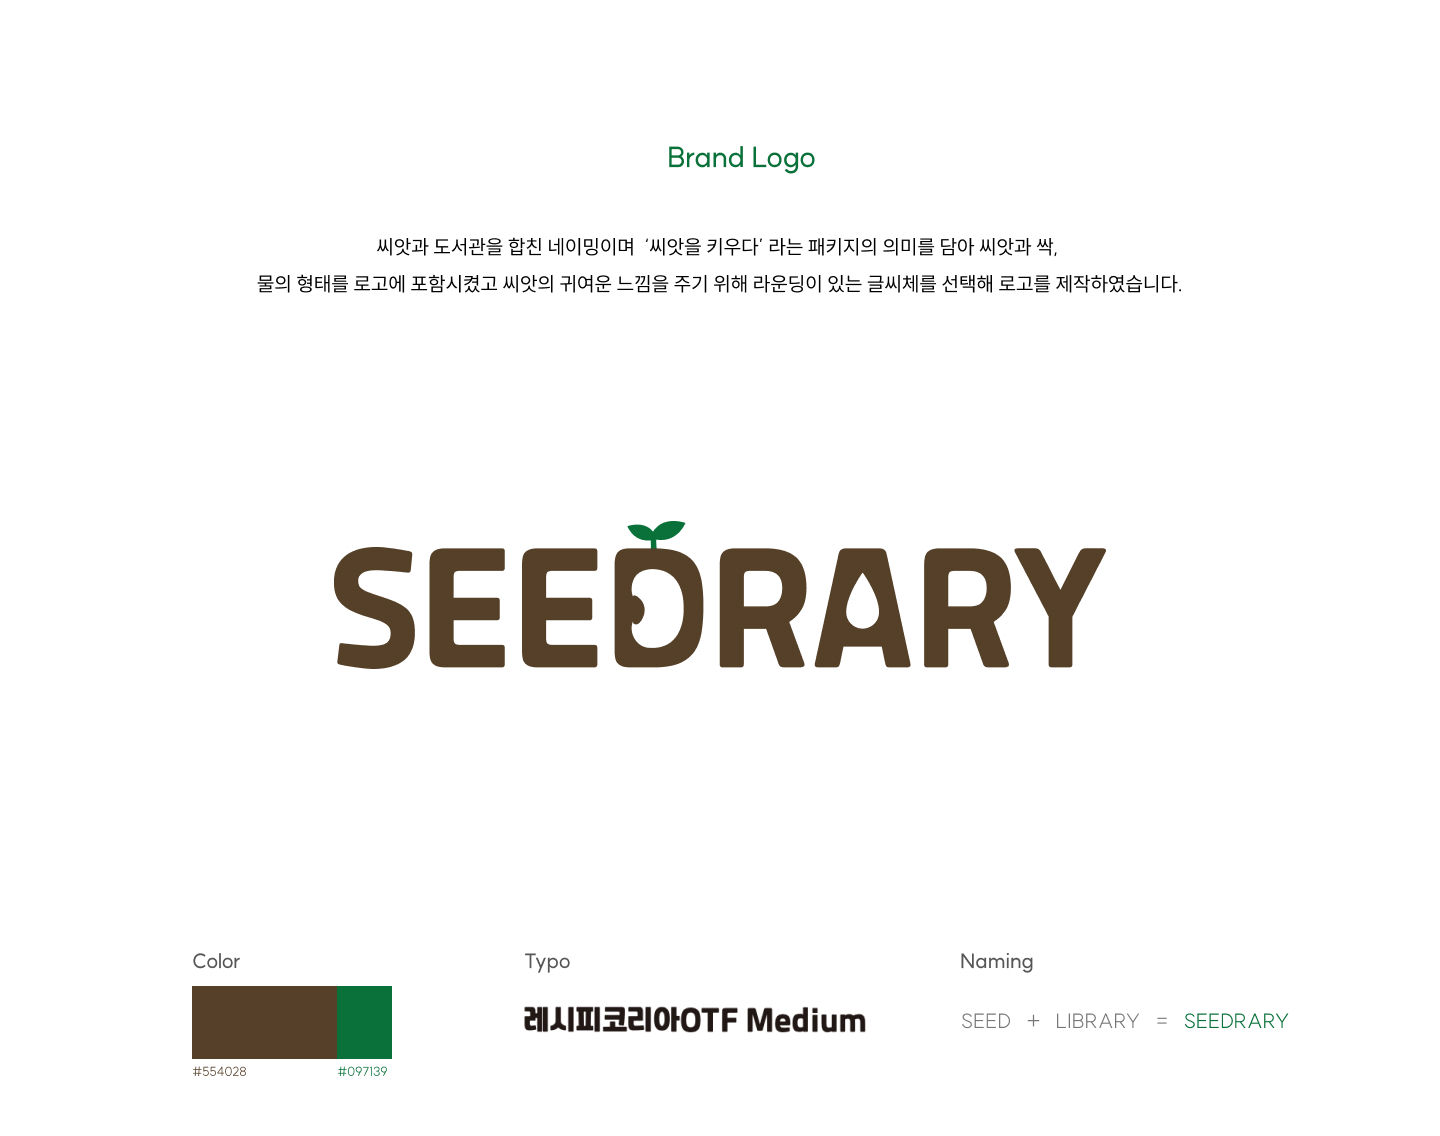 Brand Logo
씨앗과 도서관을 합친 네이밍이며 ‘씨앗을 키우다’ 라는 패키지의 의미를 담아 씨앗과 싹,
물의 형태를 로고에 포함시켰고 씨앗의 귀여운 느낌을 주기 위해 라운딩이 있는 글씨체를 선택해 로고를 제작하였습니다.
SEEDRARY
Color
Typo
Naming
레시피코리아OTF Medium
SEED + LIBRARY = SEEDRARY
#554028
#097139